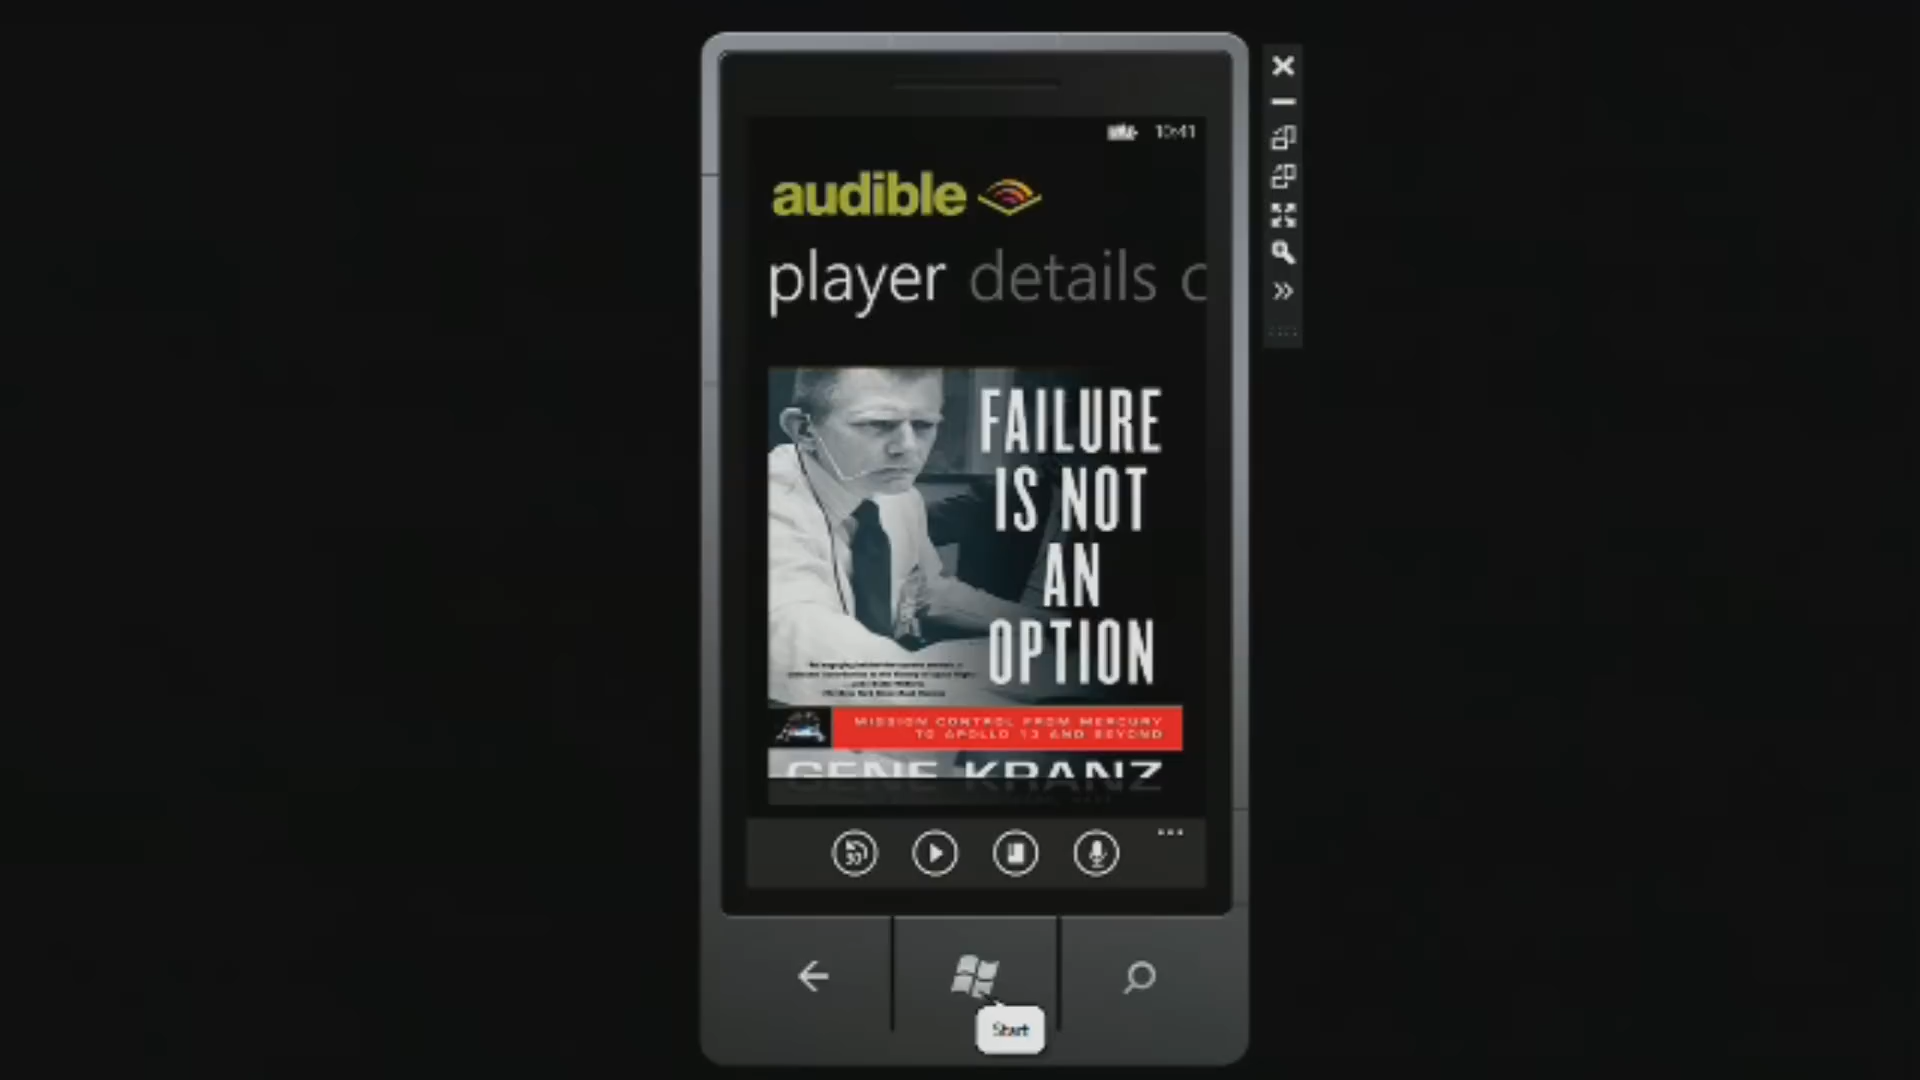 10:41
audible
player details c
FAILURE
IS NOT
AN
OPTION
MISSION CONTROL FROM MERCURY
TO APOLLO 13 AND BEYOND
GENE KRANZ
30
Start